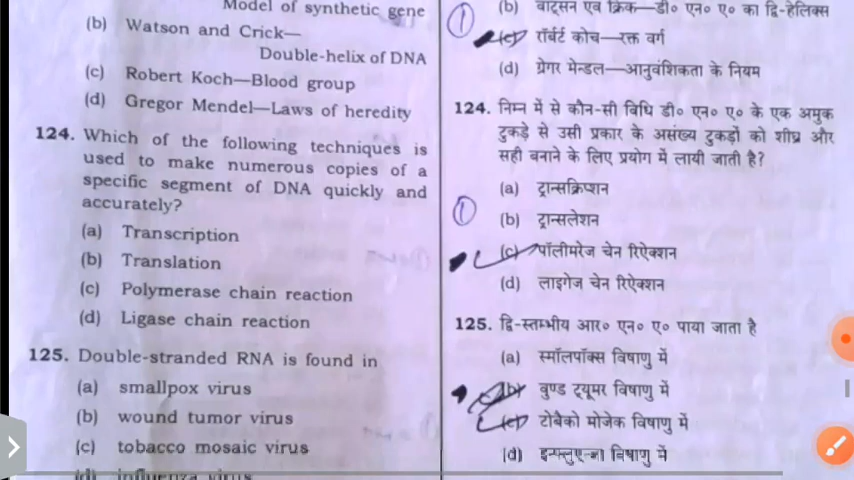 Model of synthetic gene
(b) Watson and Crick—
Double-helix of DNA
(c) Robert Koch—Blood group
(d) Gregor Mendel—Laws of heredity
124. Which of the following techniques is
used to make numerous copies of a
specific segment of DNA quickly and
accurately?
(a) Transcription
(b) Translation
(c) Polymerase chain reaction
(d) Ligase chain reaction
125. Double-stranded RNA is found in
(a) smallpox virus
(b) wound tumor virus
(c) tobacco mosaic virus
(d) influenza virus
(b) वाट्सन एवं क्रिक—डी० एन० ए० का द्वि-हेलिक्स
(c) रॉबर्ट कोच—रक्त वर्ग
(d) ग्रेगर मेन्डल—आनुवंशिकता के नियम
124. निम्न में से कौन-सी विधि डी० एन० ए० के एक अमुक
टुकड़े से उसी प्रकार के असंख्य टुकड़ों को शीघ्र और
सही बनाने के लिए प्रयोग में लायी जाती है?
(a) ट्रान्सक्रिप्शन
(b) ट्रान्सलेशन
(c) पॉलीमरेज चेन रिऐक्शन
(d) लाइगेज चेन रिऐक्शन
125. द्वि-स्तम्भीय आर० एन० ए० पाया जाता है
(a) स्मॉलपॉक्स विषाणु में
(b) वुण्ड ट्यूमर विषाणु में
(c) टोबैको मोजेक विषाणु में
(d) इन्फ्लुएन्जा विषाणु में